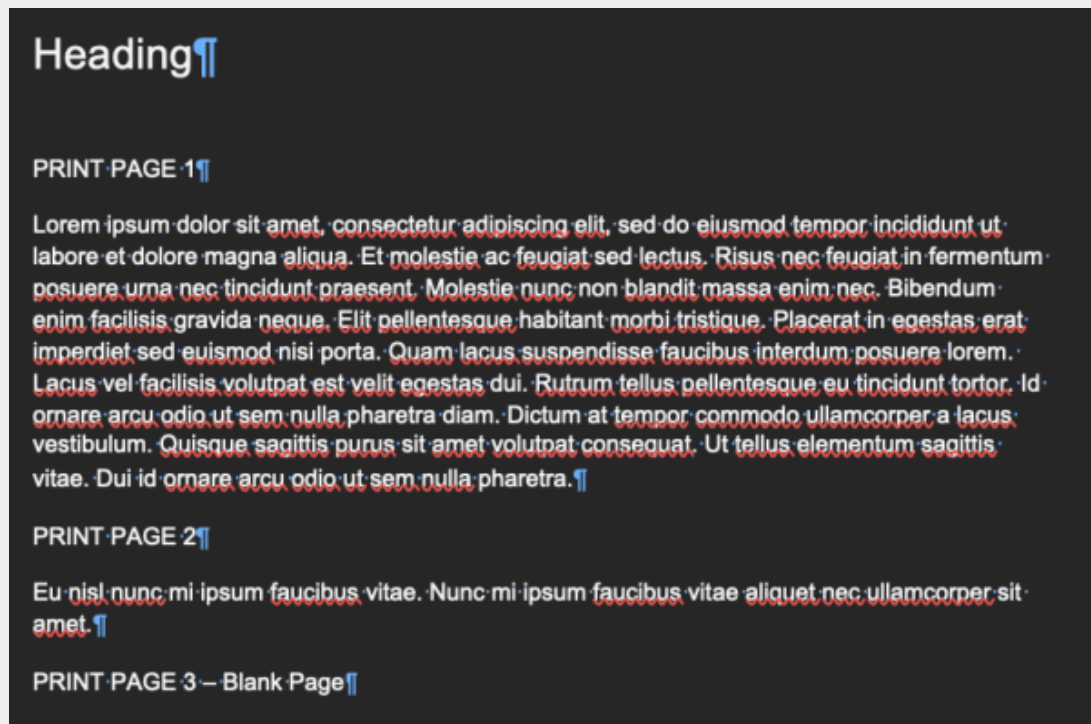 Heading¶
PRINT PAGE 1¶
Lorem ipsum dolor sit amet, consectetur adipiscing elit, sed do eiusmod tempor incididunt ut
labore et dolore magna aliqua. Et molestie ac feugiat sed lectus. Risus nec feugiat in fermentum
posuere urna nec tincidunt praesent. Molestie nunc non blandit massa enim nec. Bibendum
enim facilisis gravida neque. Elit pellentesque habitant morbi tristique. Placerat in egestas erat
imperdiet sed euismod nisi porta. Quam lacus suspendisse faucibus interdum posuere lorem.
Lacus vel facilisis volutpat est velit egestas dui. Rutrum tellus pellentesque eu tincidunt tortor. Id
ornare arcu odio ut sem nulla pharetra diam. Dictum at tempor commodo ullamcorper a lacus
vestibulum. Quisque sagittis purus sit amet volutpat consequat. Ut tellus elementum sagittis
vitae. Dui id ornare arcu odio ut sem nulla pharetra.¶
PRINT PAGE 2¶
Eu nisl nunc mi ipsum faucibus vitae. Nunc mi ipsum faucibus vitae aliquet nec ullamcorper sit
amet.¶
PRINT PAGE 3 – Blank Page¶